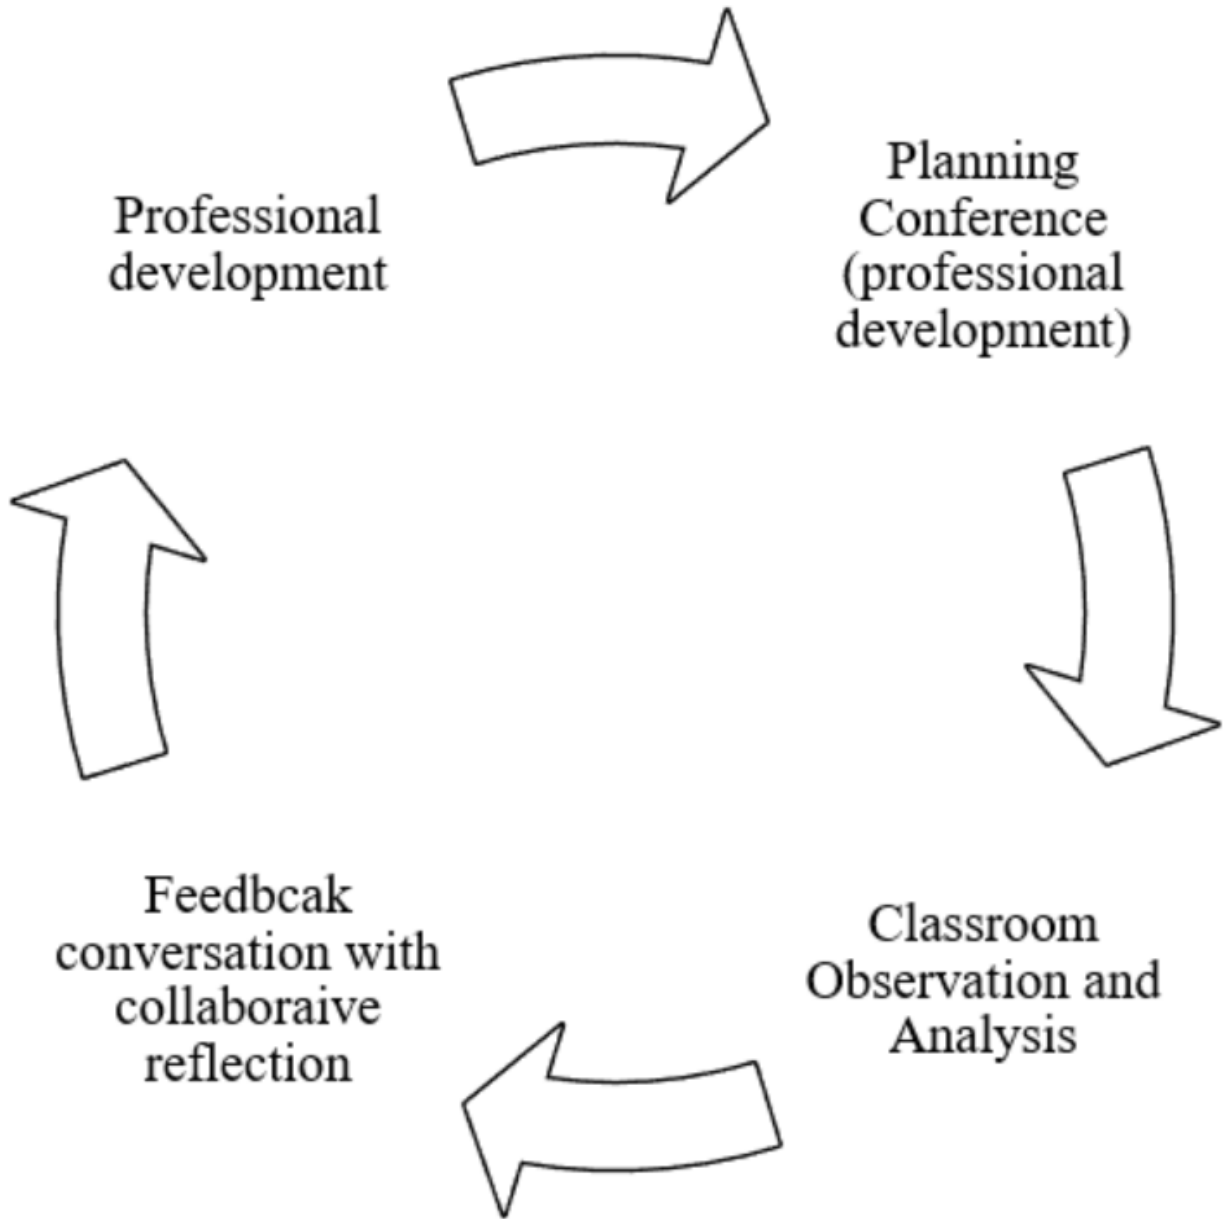 Professional
development
Planning
Conference
(professional
development)
Classroom
Observation and
Analysis
Feedbcak
conversation with
collaboraive
reflection